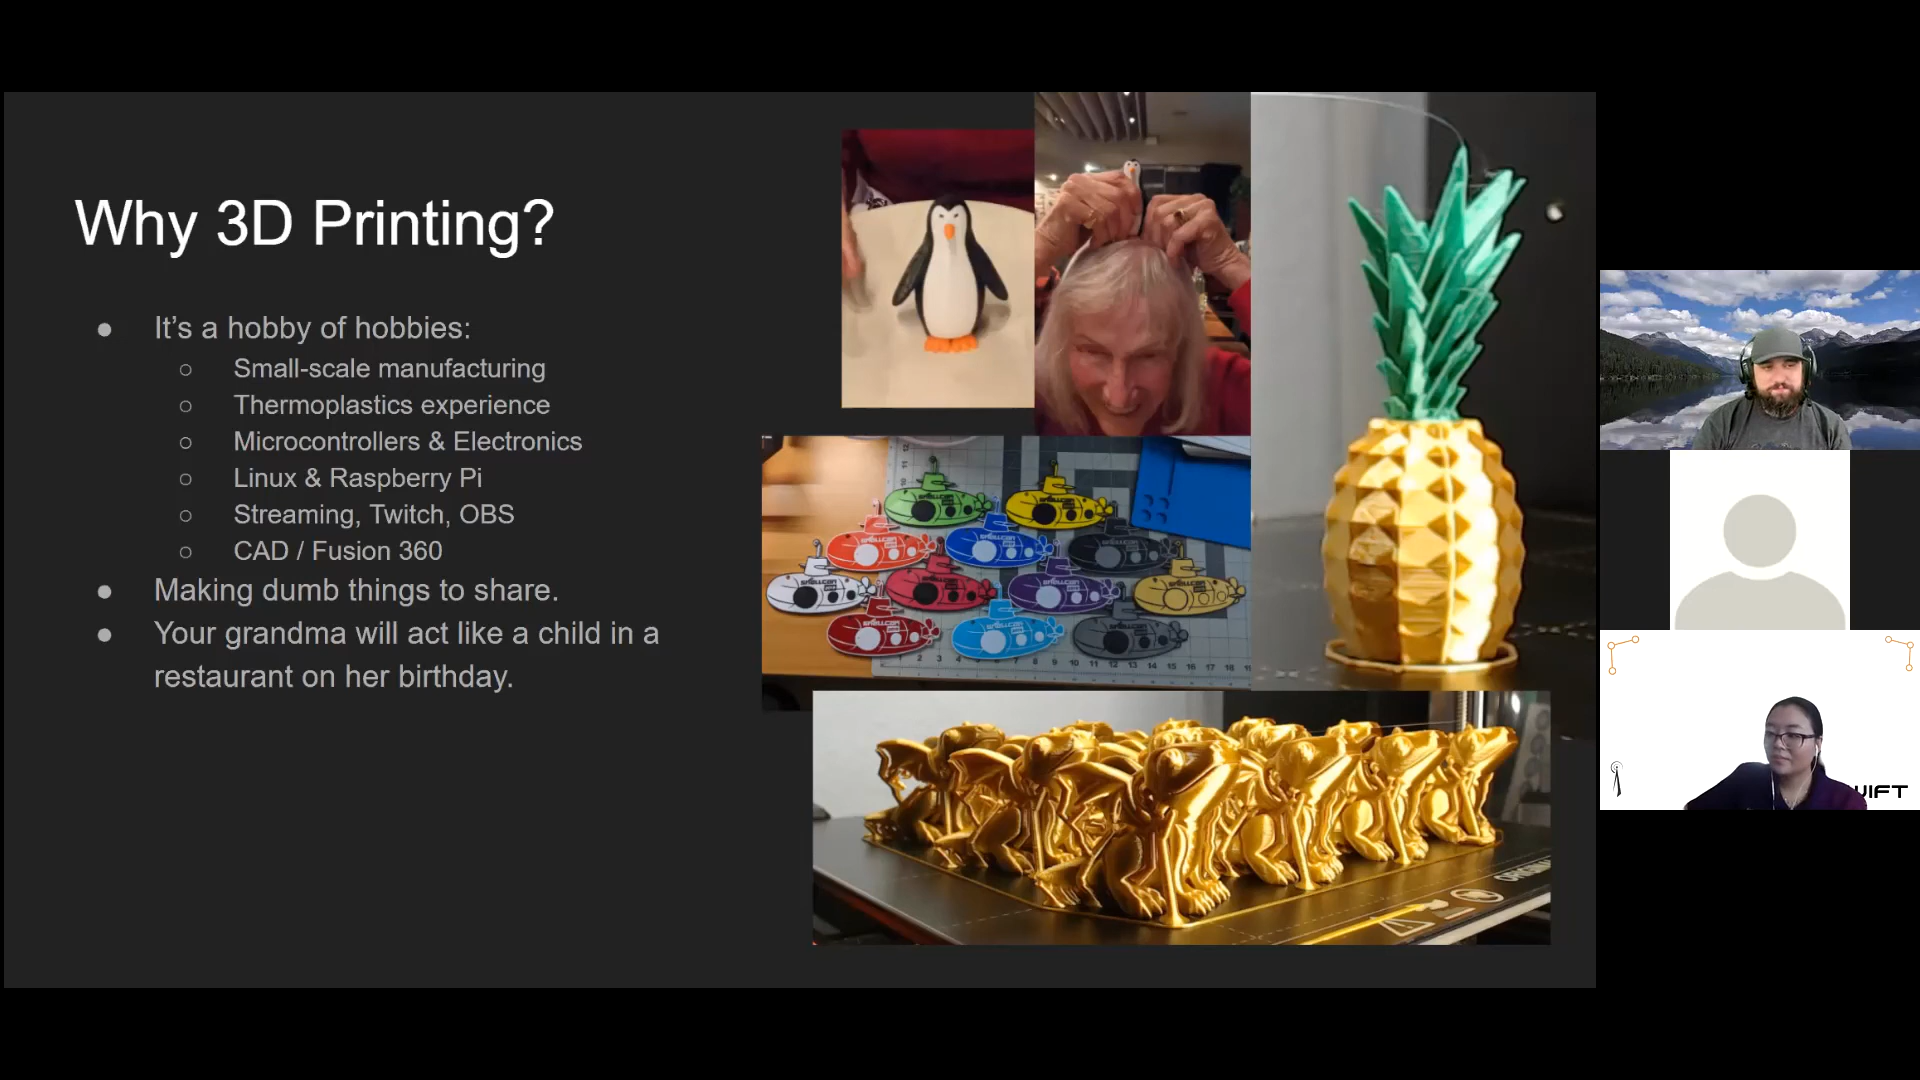 Why 3D Printing?
● It’s a hobby of hobbies:
○ Small-scale manufacturing
○ Thermoplastics experience
○ Microcontrollers & Electronics
○ Linux & Raspberry Pi
○ Streaming, Twitch, OBS
○ CAD / Fusion 360
● Making dumb things to share.
● Your grandma will act like a child in a
restaurant on her birthday.